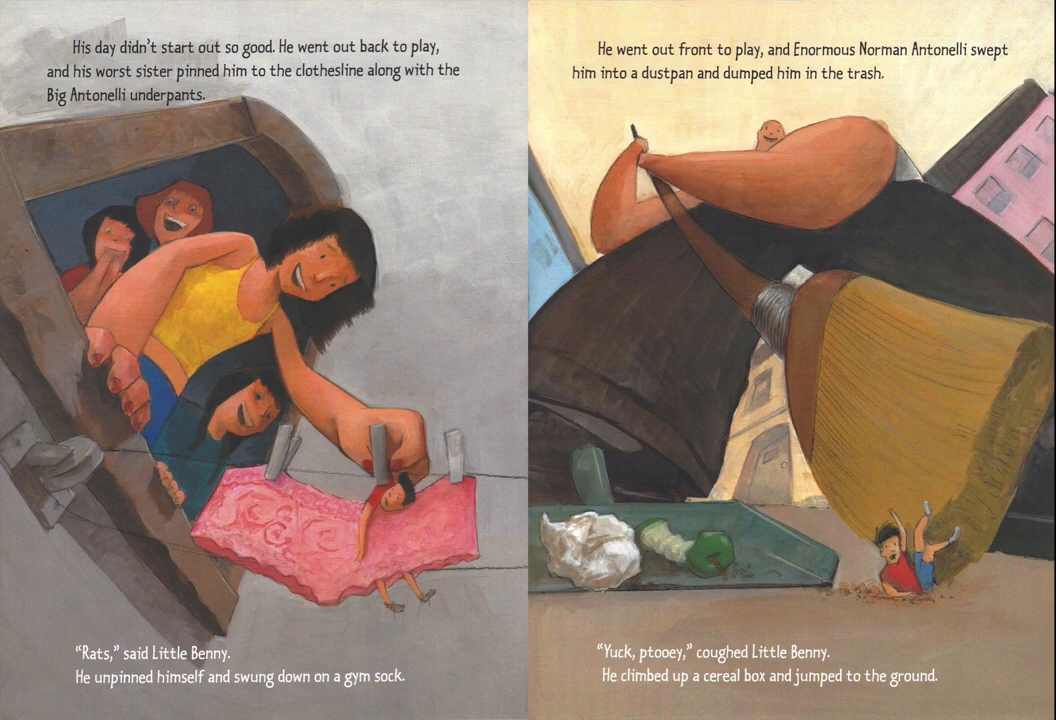 His day didn't start out so good. He went out back to play,
and his worst sister pinned him to the clothesline along with the
Big Antonelli underpants.
"Rats," said Little Benny.
He unpinned himself and swung down on a gym sock.
He went out front to play, and Enormous Norman Antonelli swept
him into a dustpan and dumped him in the trash.
"Yuck, ptooey," coughed Little Benny.
He climbed up a cereal box and jumped to the ground.